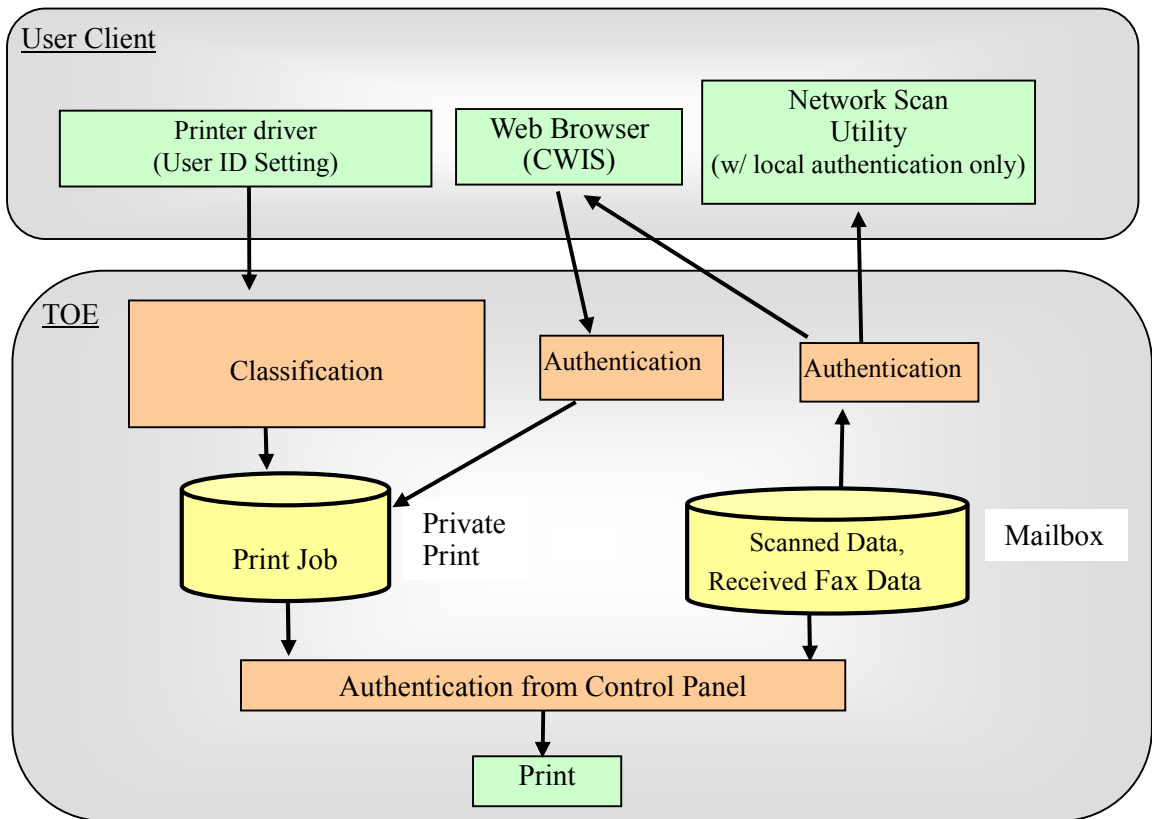 User Client
Printer driver
(User ID Setting)
Web Browser
(CWIS)
Network Scan
Utility
(w/ local authentication only)
TOE
Classification
Authentication
Authentication
Print Job
Private
Print
Scanned Data,
Received Fax Data
Mailbox
Authentication from Control Panel
Print